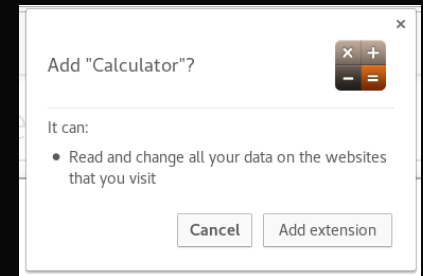 Add "Calculator"?
It can:
Read and change all your data on the websites
that you visit
Cancel Add extension